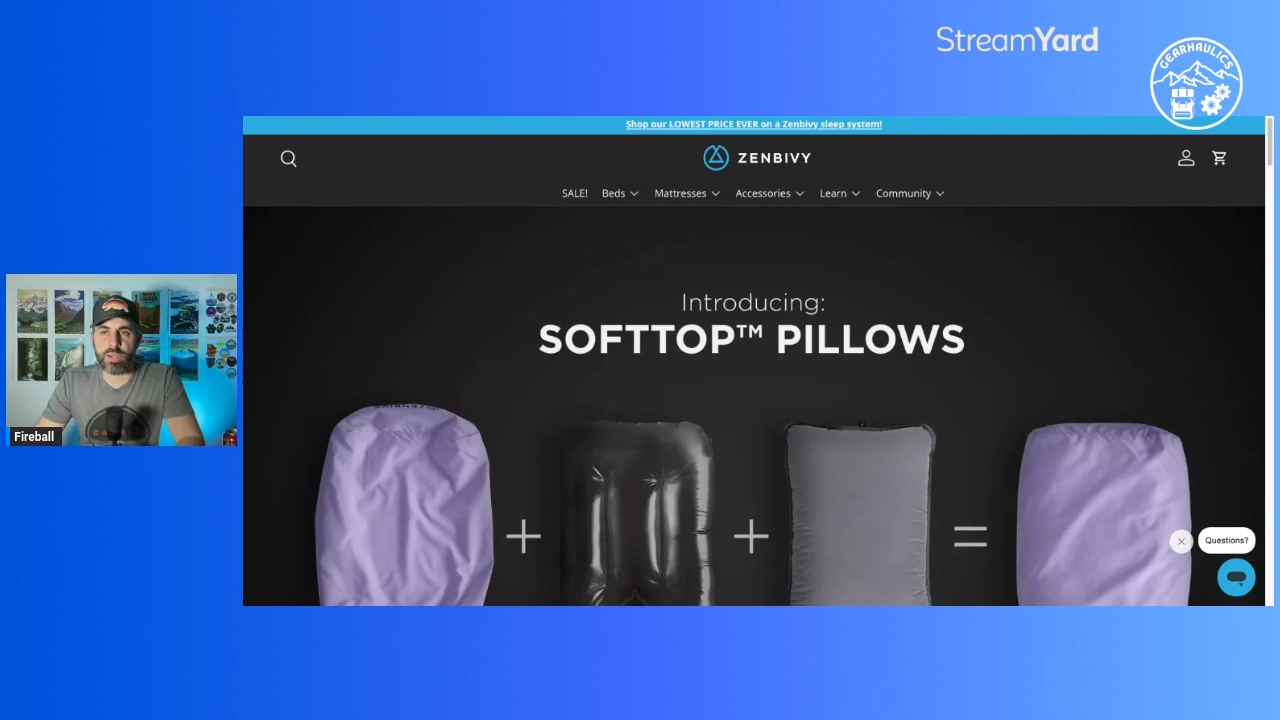 StreamYard
GEARHAULICS
Shop our LOWEST PRICE EVER on a Zenbivy sleep system!
ZENBIVY
SALE! Beds Mattresses Accessories Learn Community
Introducing:
SOFTTOP™ PILLOWS
+ + =
Questions?
Fireball